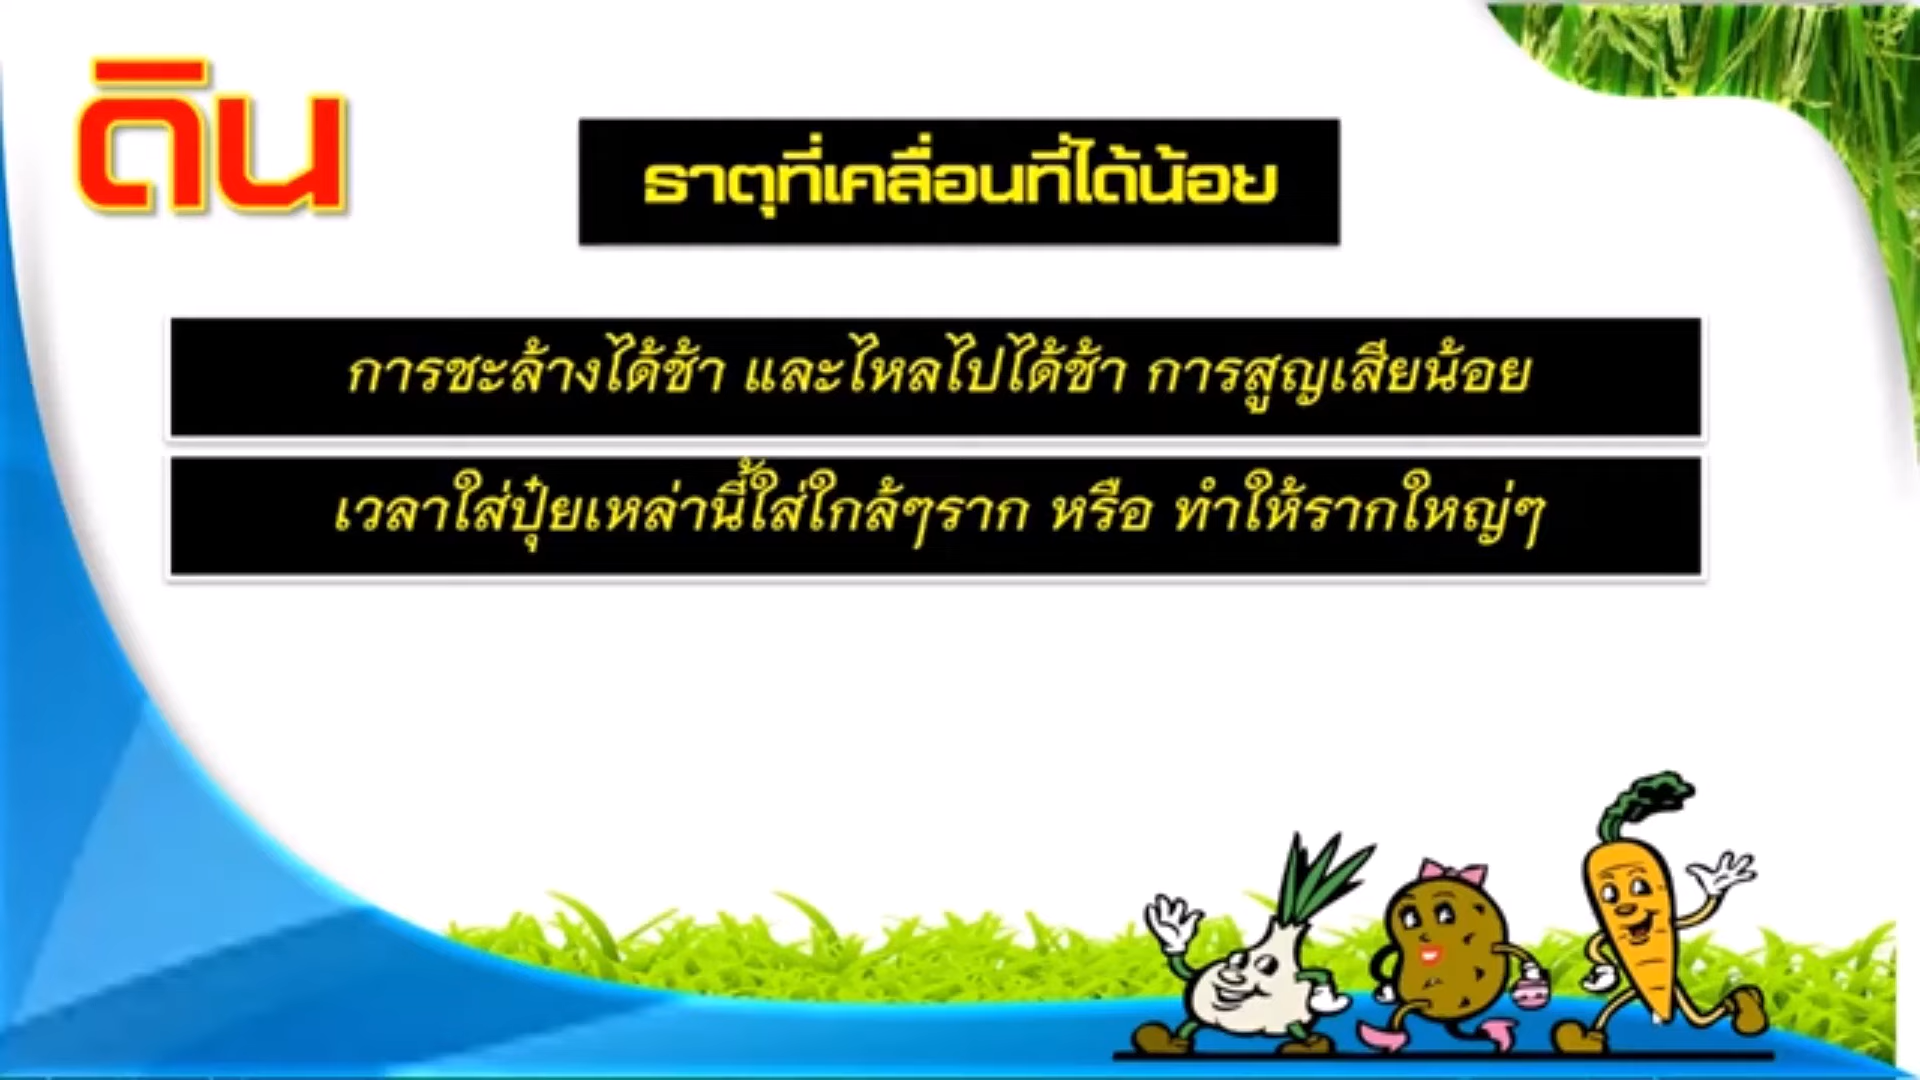 ดิน
ธาตุที่เคลื่อนที่ได้น้อย
การชะล้างได้ช้า และไหลไปได้ช้า การสูญเสียน้อย
เวลาใส่ปุ๋ยเหล่านี้ใส่ใกล้ๆราก หรือ ทำให้รากใหญ่ๆ